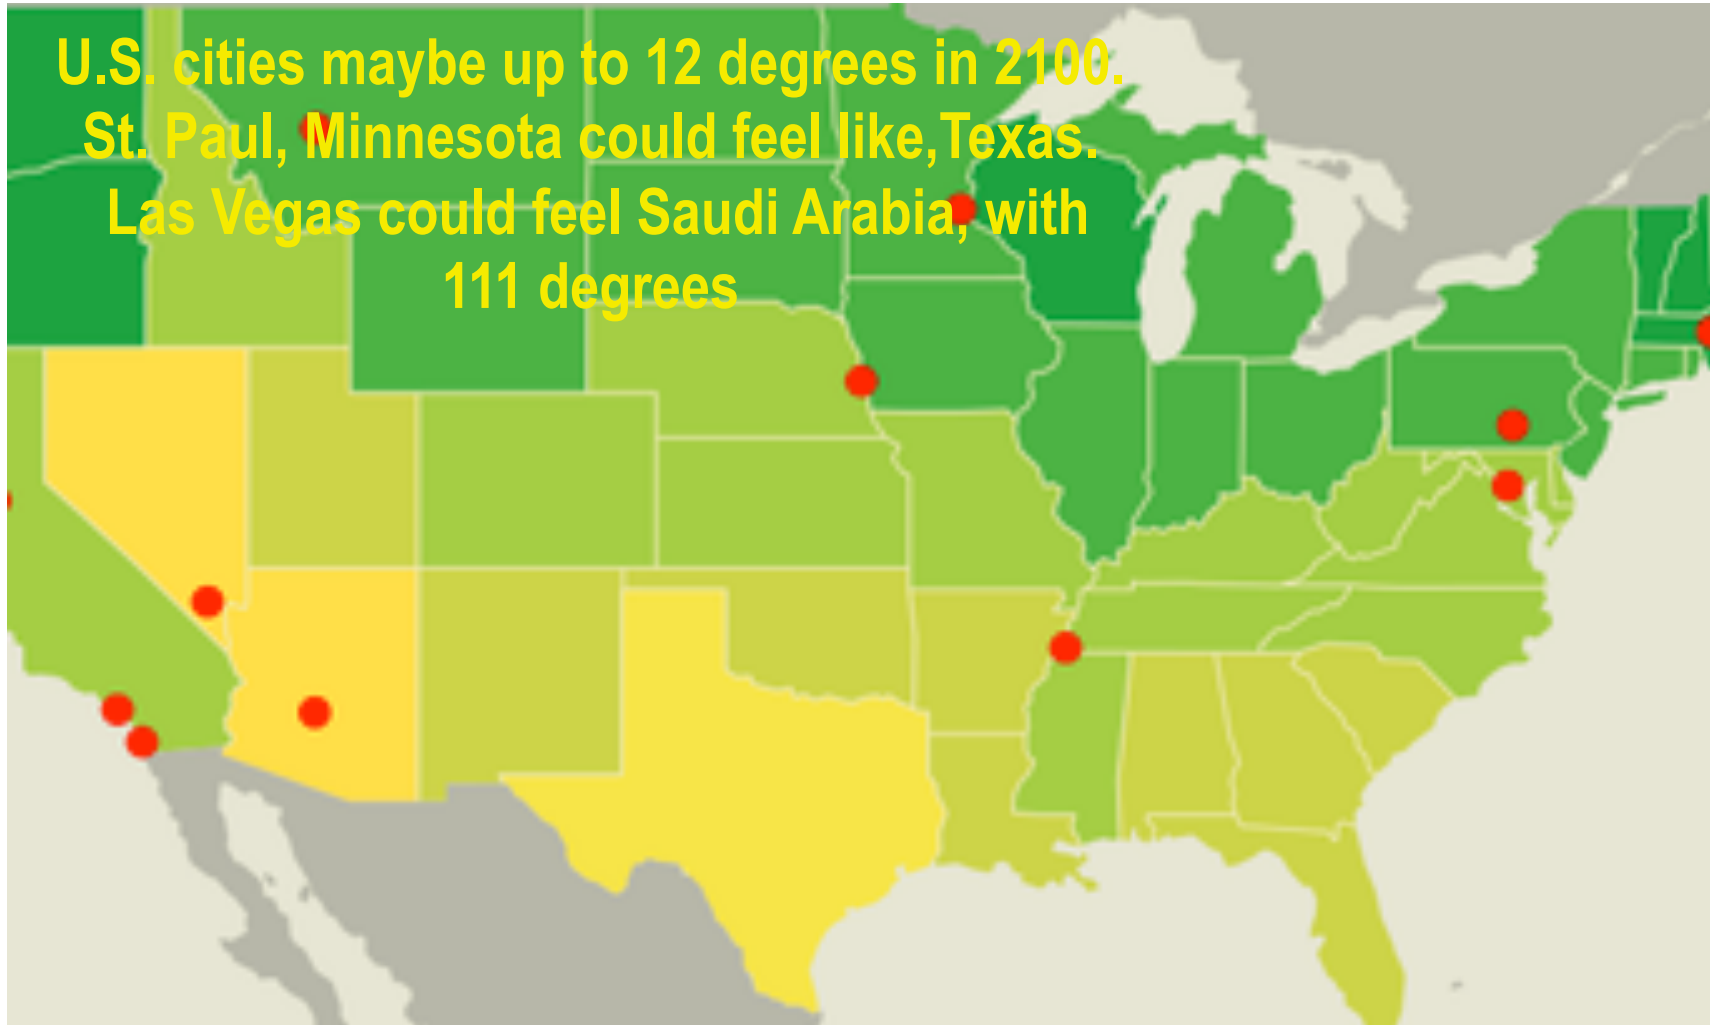 U.S. cities maybe up to 12 degrees in 2100.
St. Paul, Minnesota could feel like,Texas.
Las Vegas could feel Saudi Arabia, with
111 degrees